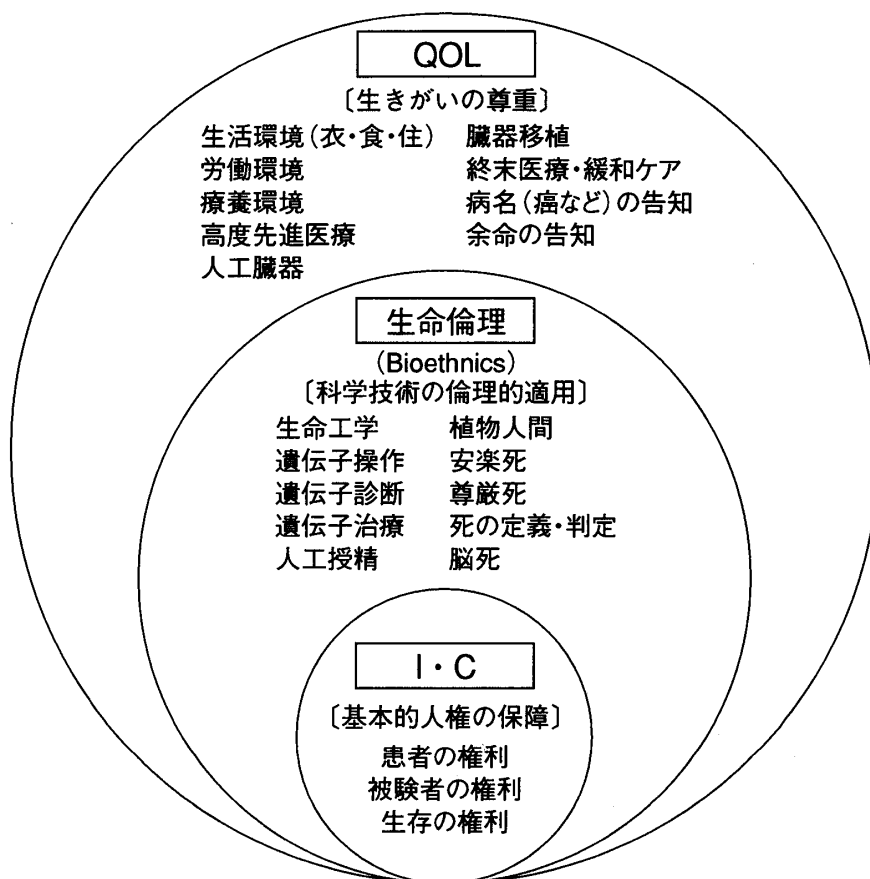 QOL
〔生きがいの尊重〕
生活環境（衣・食・住）
労働環境
療養環境
高度先進医療
人工臓器
臓器移植
終末医療・緩和ケア
病名（癌など）の告知
余命の告知
生命倫理
(Bioethnics)
〔科学技術の倫理的適用〕
生命工学
遺伝子操作
遺伝子診断
遺伝子治療
人工授精
植物人間
安楽死
尊厳死
死の定義・判定
脳死
I・C
〔基本的人権の保障〕
患者の権利
被験者の権利
生存の権利